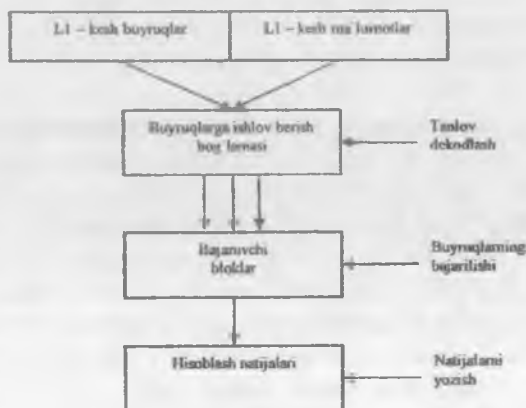 L1 – kesh buyruqlar
L1 – kesh ma'lumotlar
Buyruqlarga ishlov berish
bog'lamasi
Tanlov
dekodlash
Bajaruvchi
bloklar
Buyruqlarning
bajarilishi
Hisoblash natijalari
Natijalarni
yozish